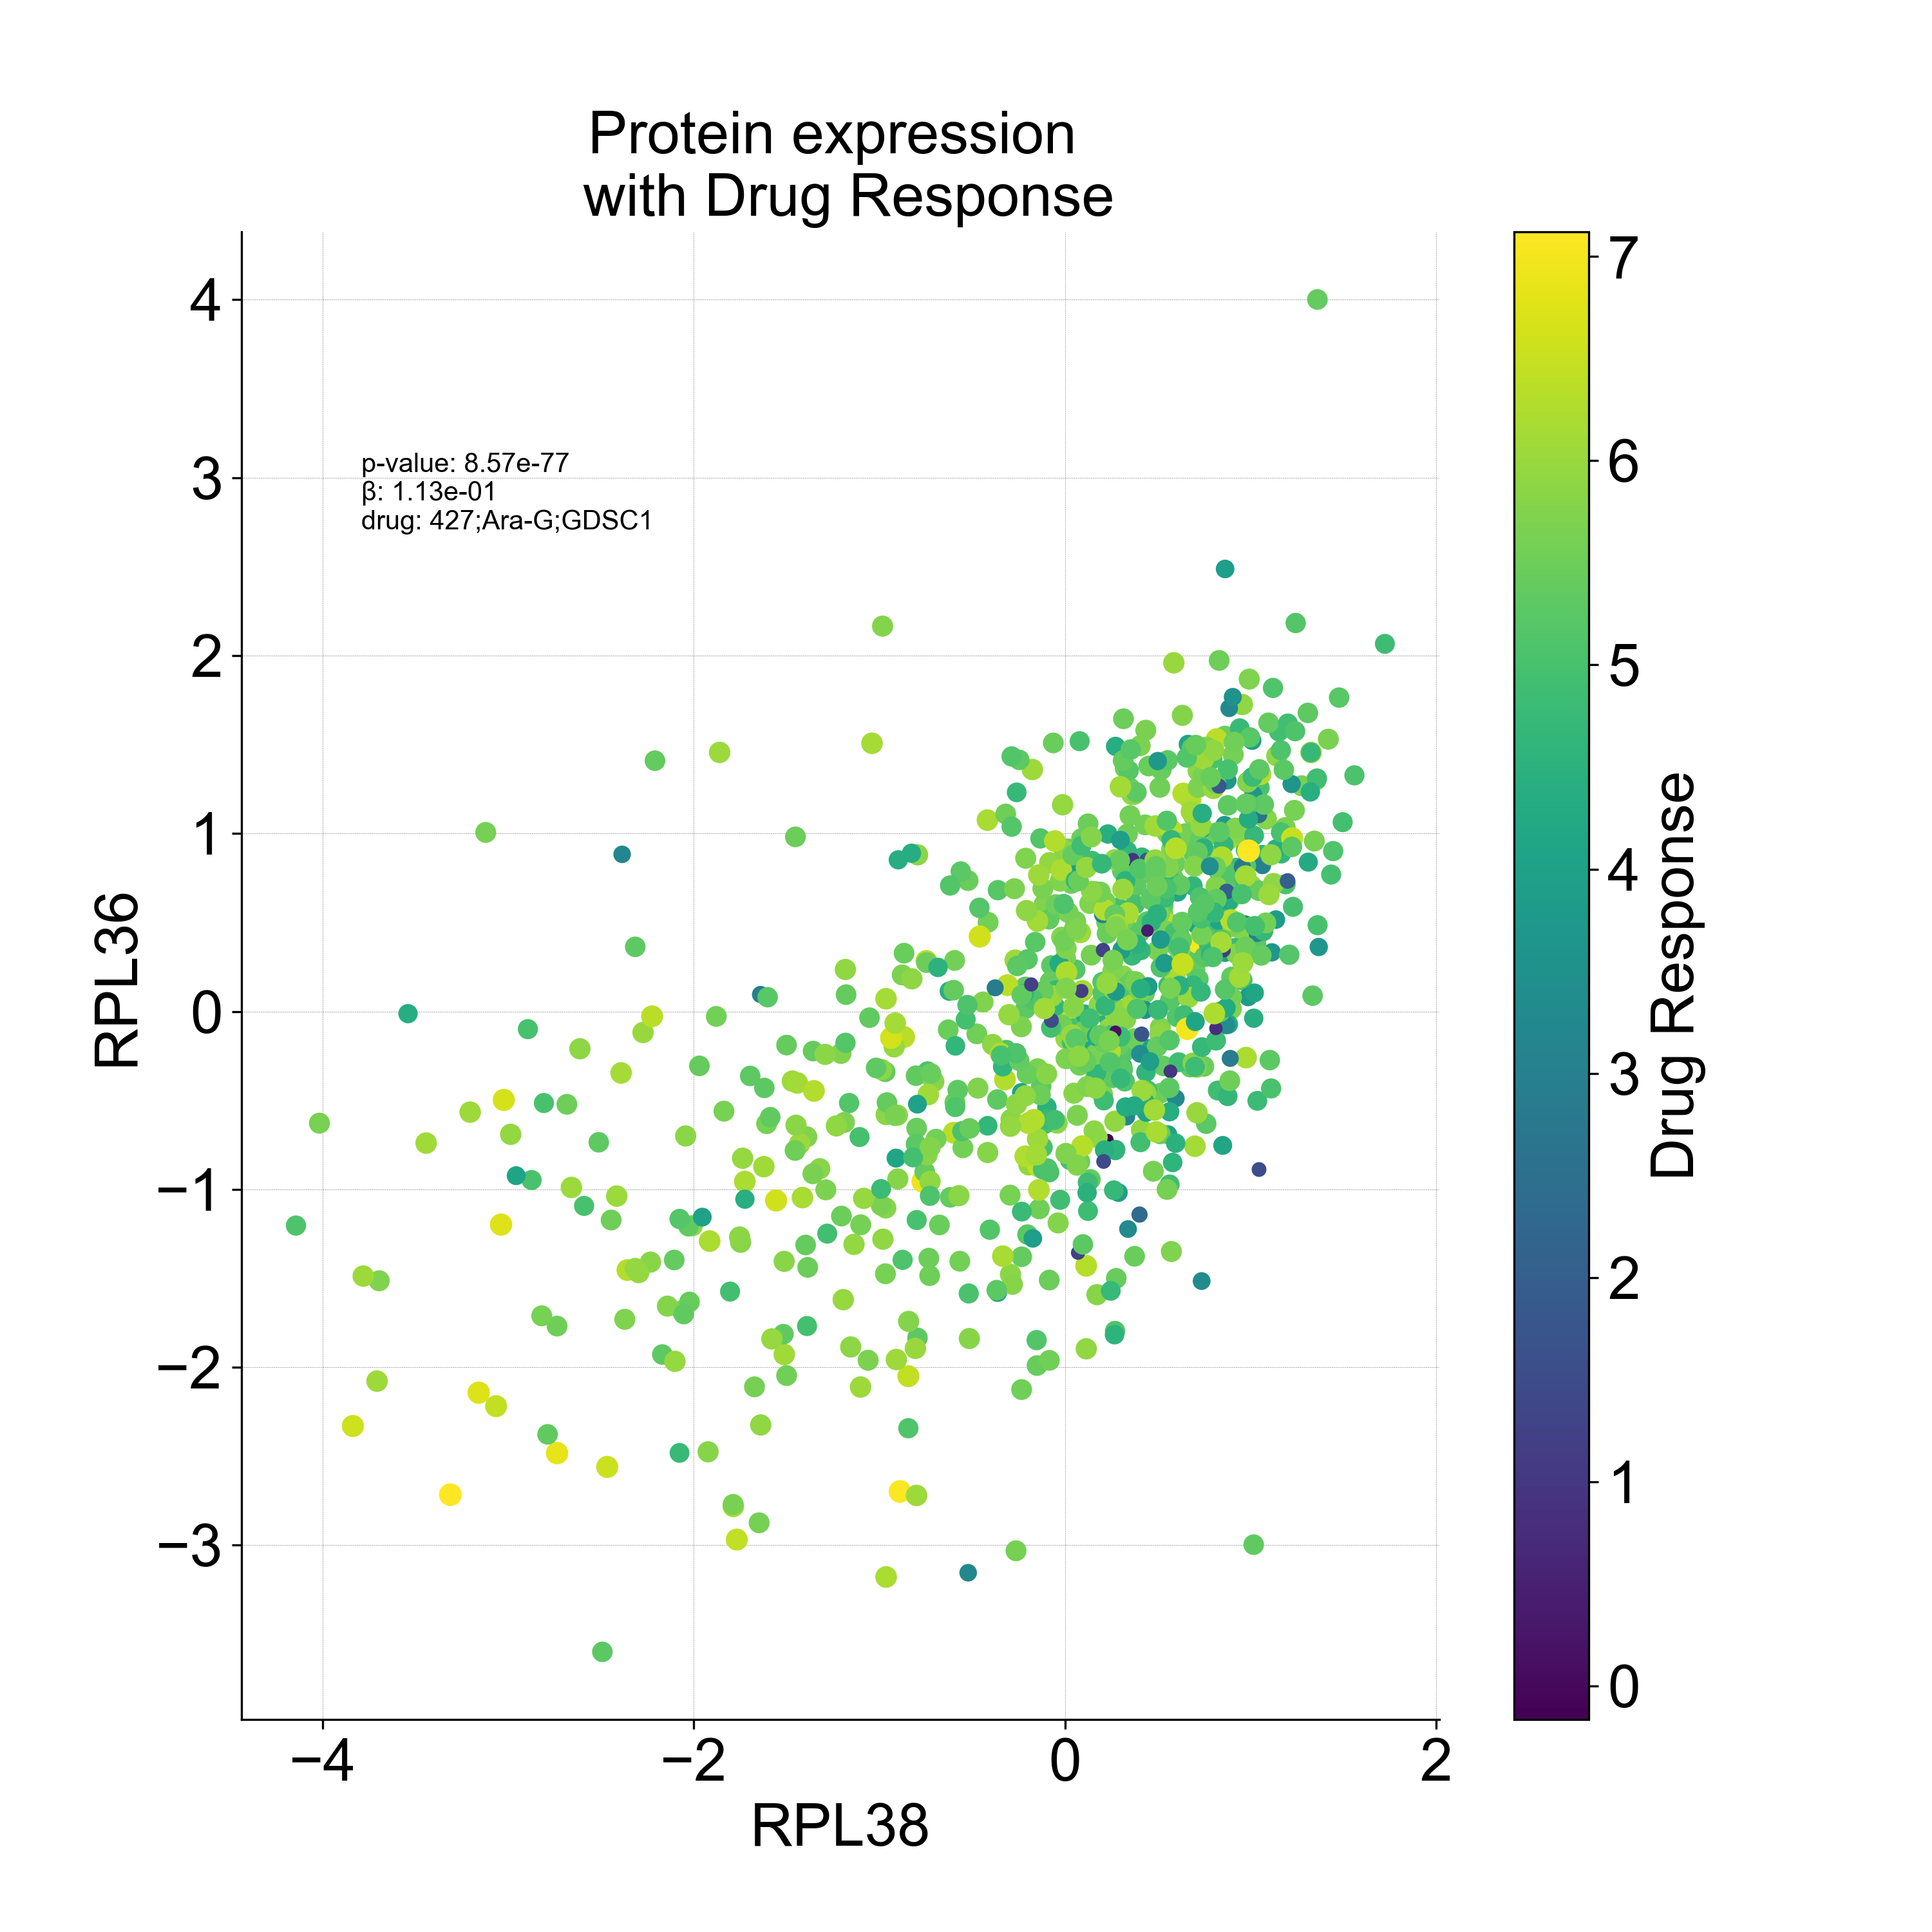 Protein expression
with Drug Response
p-value: 8.57e-77
β: 1.13e-01
drug: 427;Ara-G;GDSC1
4
3
2
1
0
−1
−2
−3
RPL36
−4
−2
0
2
RPL38
7
6
5
4
3
2
1
0
Drug Response